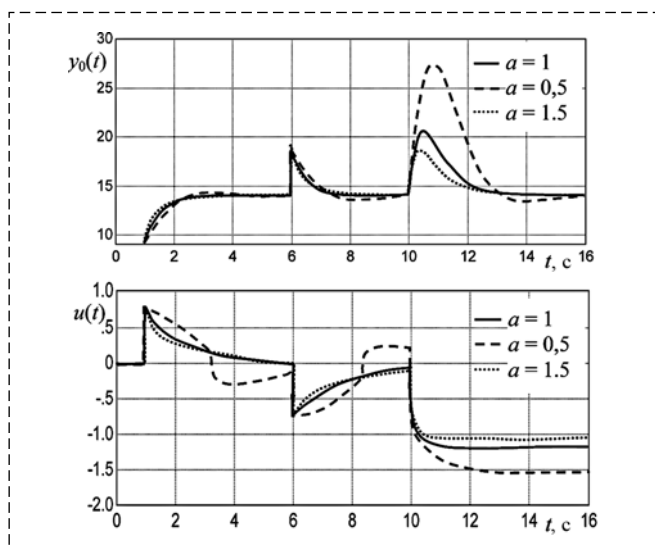 30
y₀(t)
a = 1
25
a = 0,5
20
a = 1.5
15
10
0 2 4 6 8 10 12 14 16
t, c
1.0
u(t)
.5
a = 1
0
a = 0,5
-.5
a = 1.5
-1.0
-1.5
-2.0
0 2 4 6 8 10 12 14 16
t, c